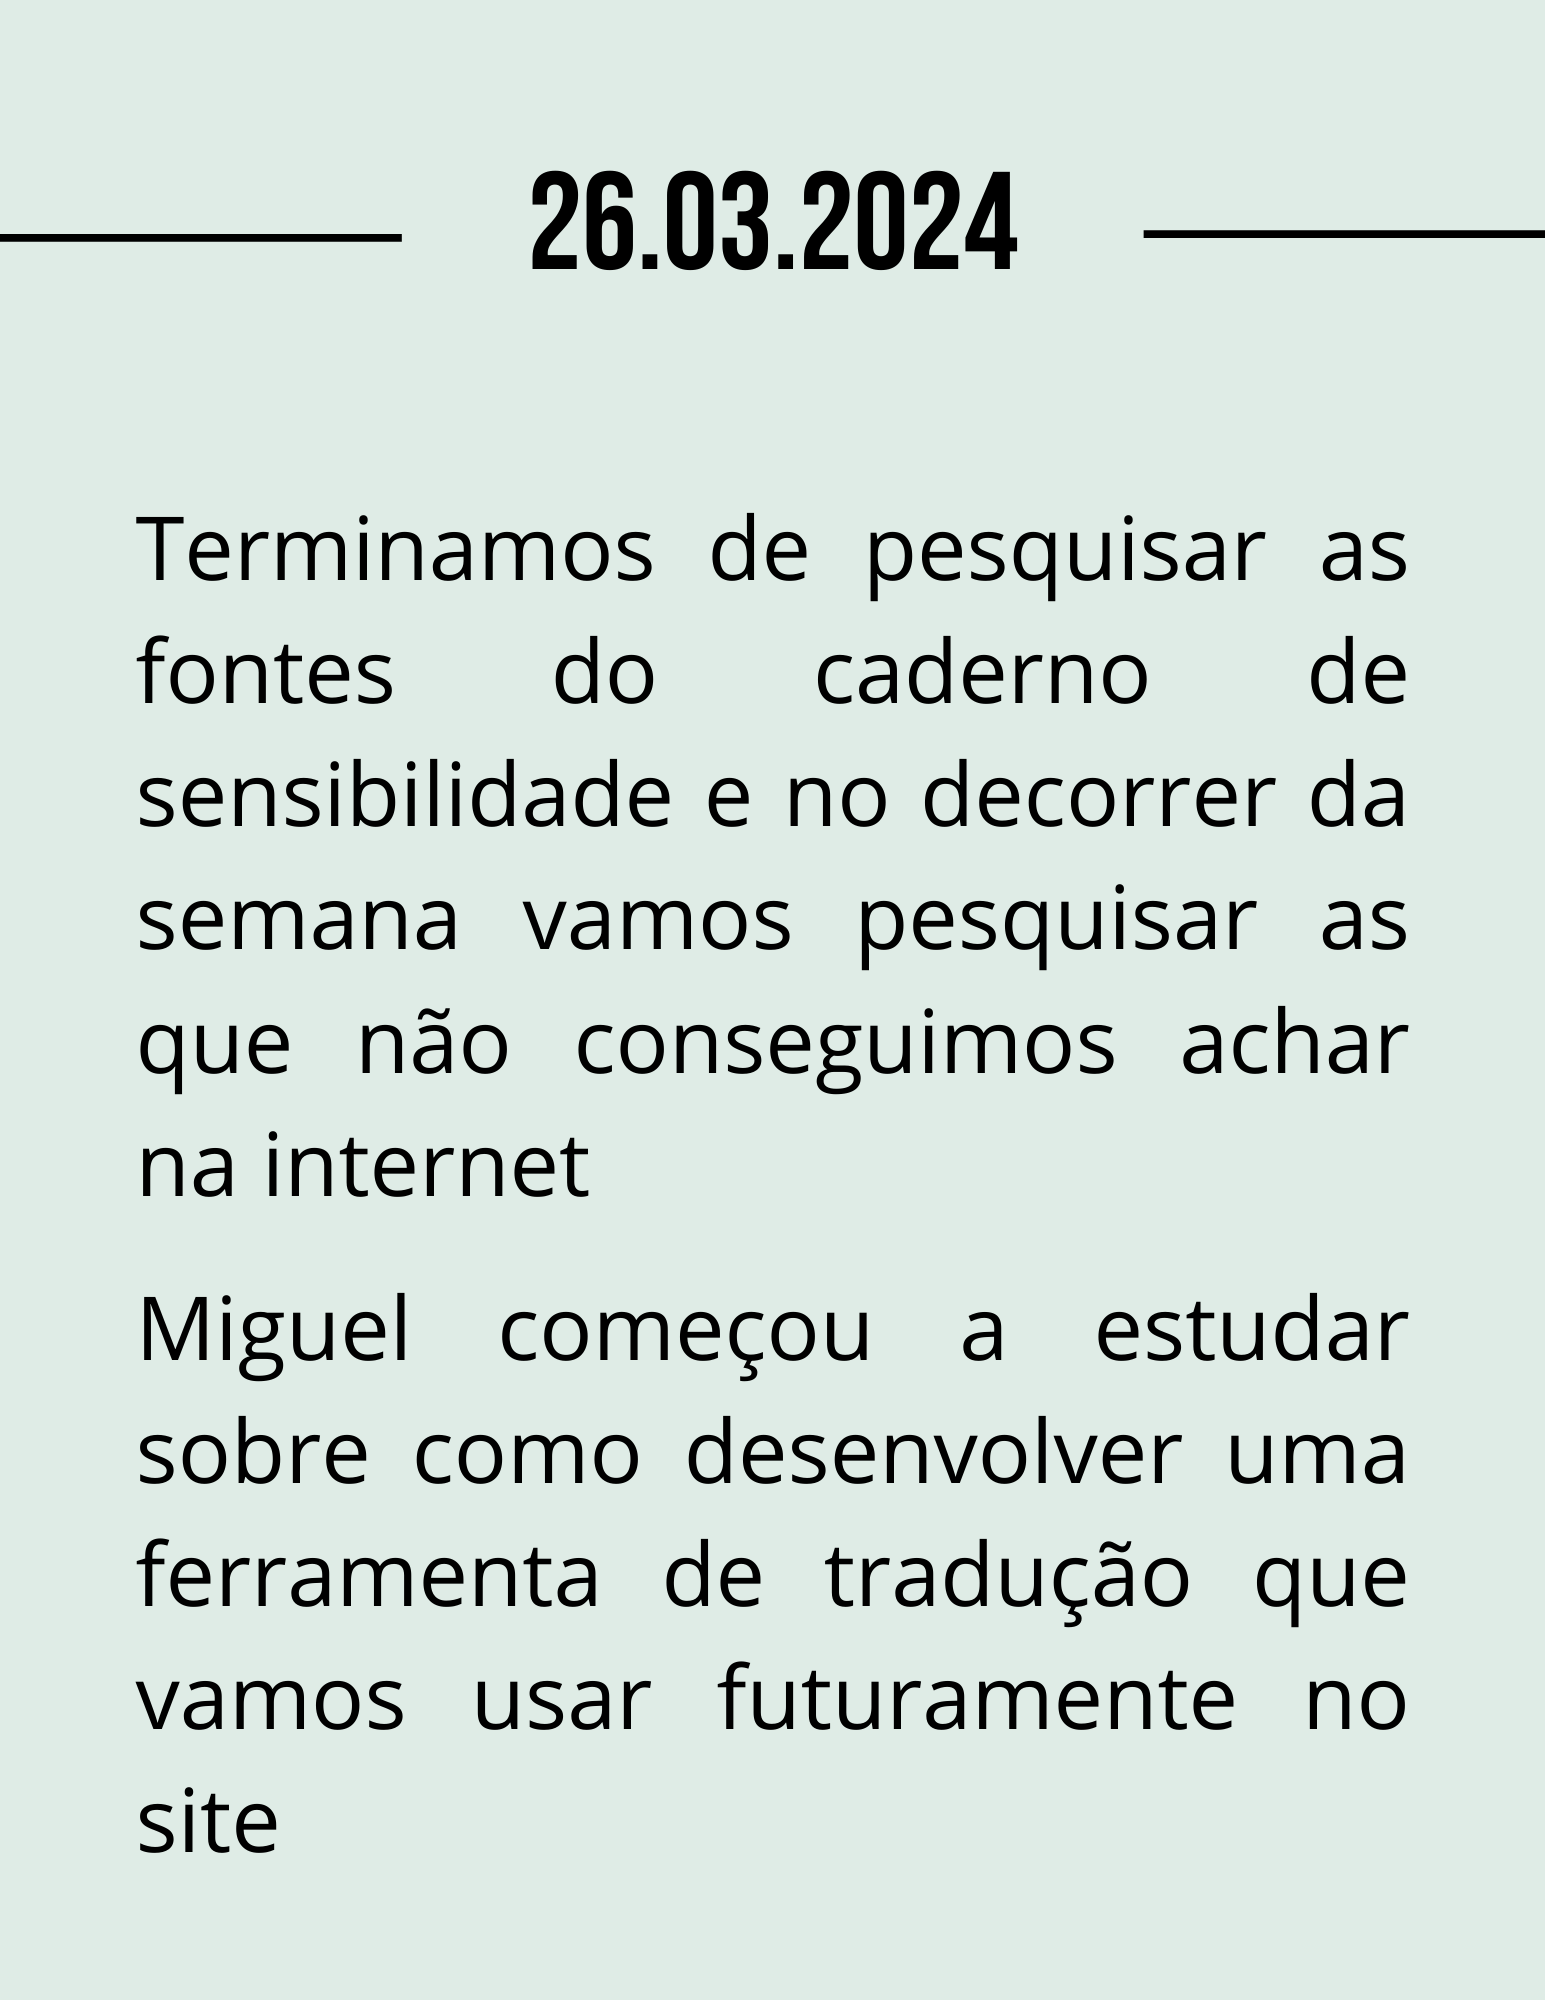 26.03.2024
Terminamos de pesquisar as
fontes do caderno de
sensibilidade e no decorrer da
semana vamos pesquisar as
que não conseguimos achar
na internet
Miguel começou a estudar
sobre como desenvolver uma
ferramenta de tradução que
vamos usar futuramente no
site